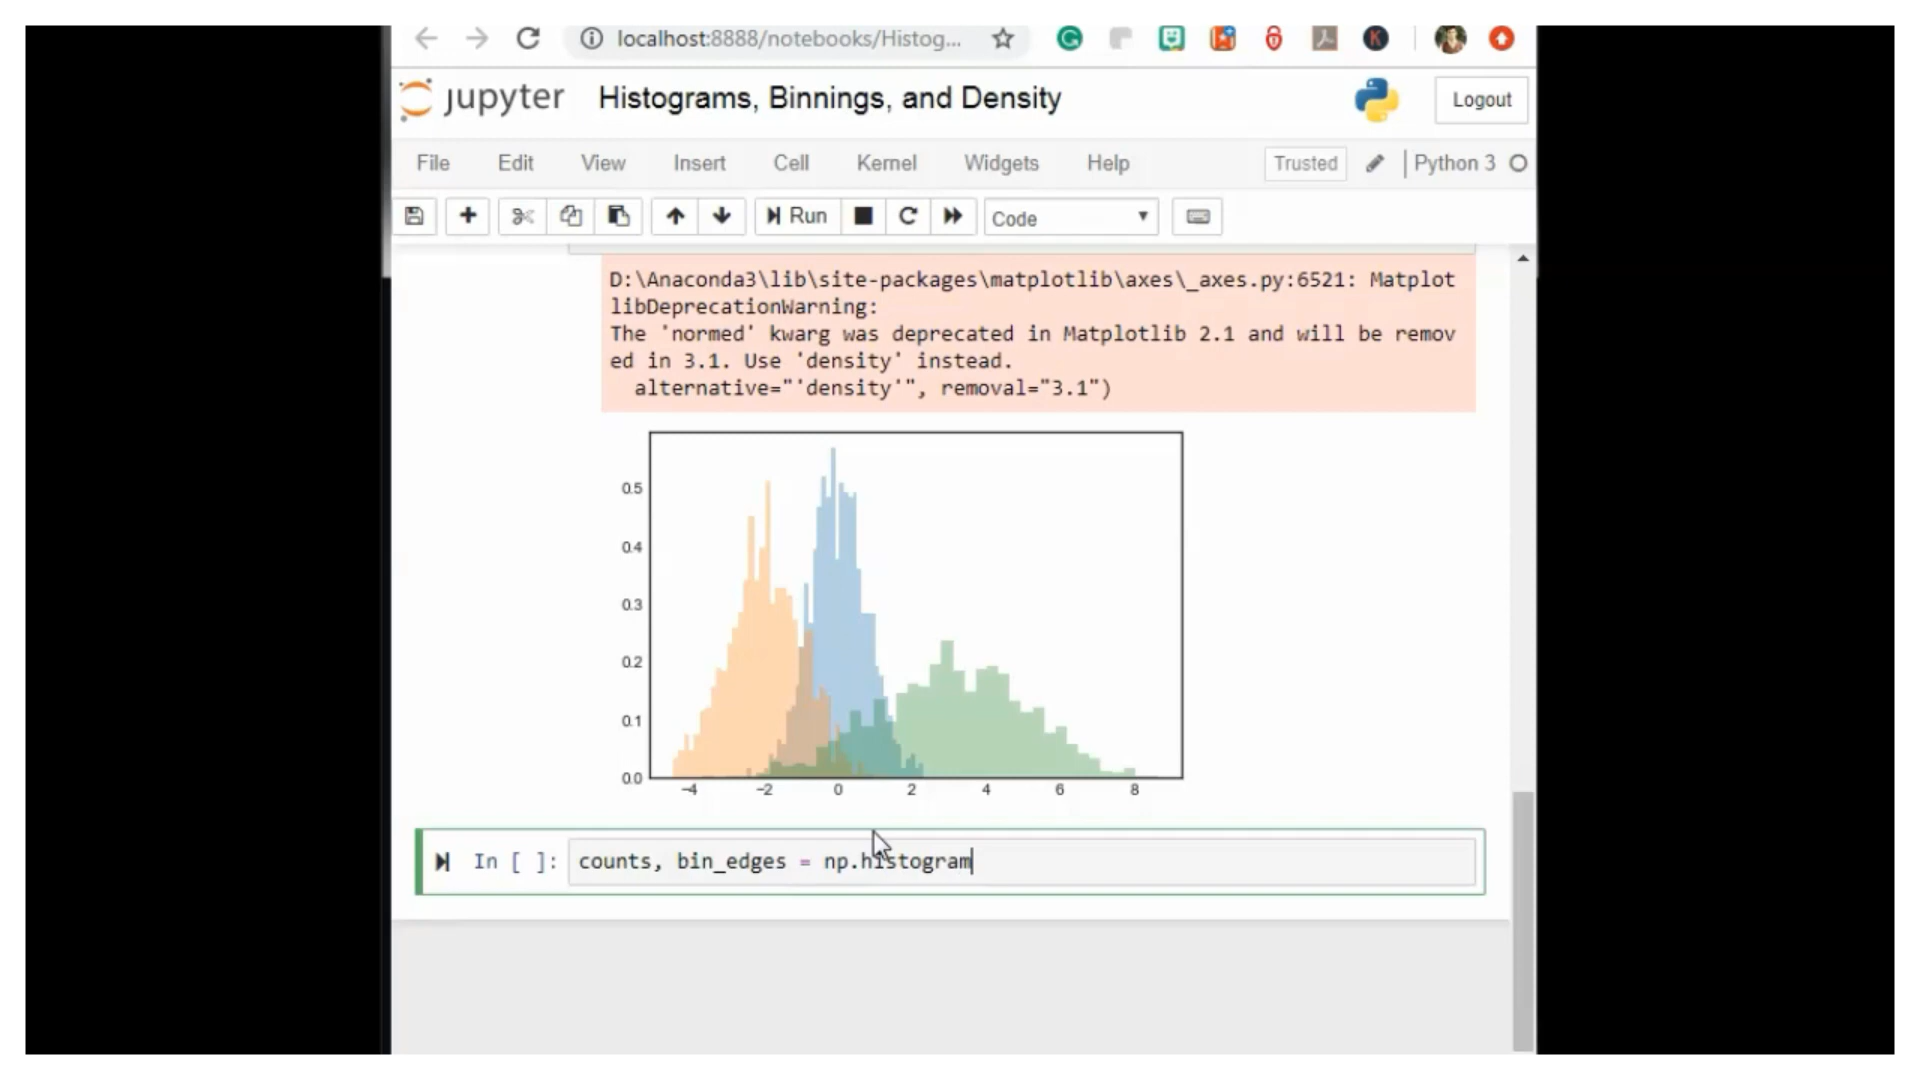 localhost:8888/notebooks/Histog...
jupyter Histograms, Binnings, and Density Logout
File Edit View Insert Cell Kernel Widgets Help Trusted Python 3
Run Code
D:\Anaconda3\lib\site-packages\matplotlib\axes\_axes.py:6521: Matplot
libDeprecationWarning:
The 'normed' kwarg was deprecated in Matplotlib 2.1 and will be remov
ed in 3.1. Use 'density' instead.
alternative="'density'", removal="3.1")
0.5
0.4
0.3
0.2
0.1
0.0
−4 −2 0 2 4 6 8
In [ ]: counts, bin_edges = np.histogram